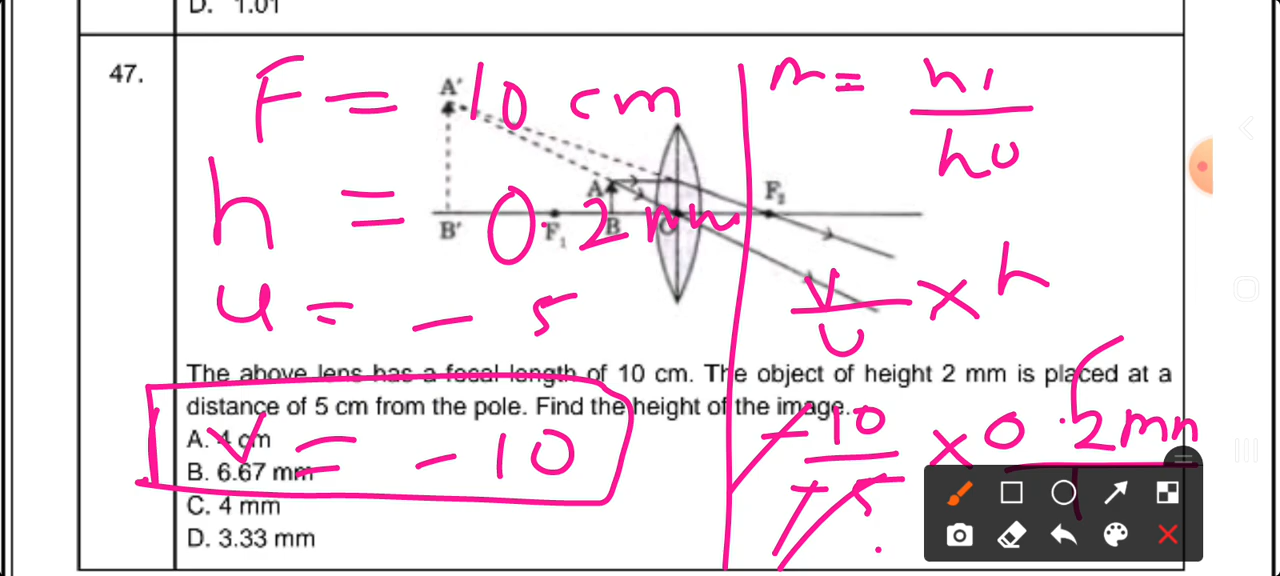 D. 1.01
47.
F = 10 cm
h = 0.2 mm
u = - 5
A'
A
B'
F₁
B
C
F₂
m = h1
ho
v
u
× h
The above lens has a focal length of 10 cm. The object of height 2 mm is placed at a
distance of 5 cm from the pole. Find the height of the image.
A. 4 cm
B. 6.67 mm
C. 4 mm
D. 3.33 mm
V = - 10
- 10
- 5
× 0.2 mm